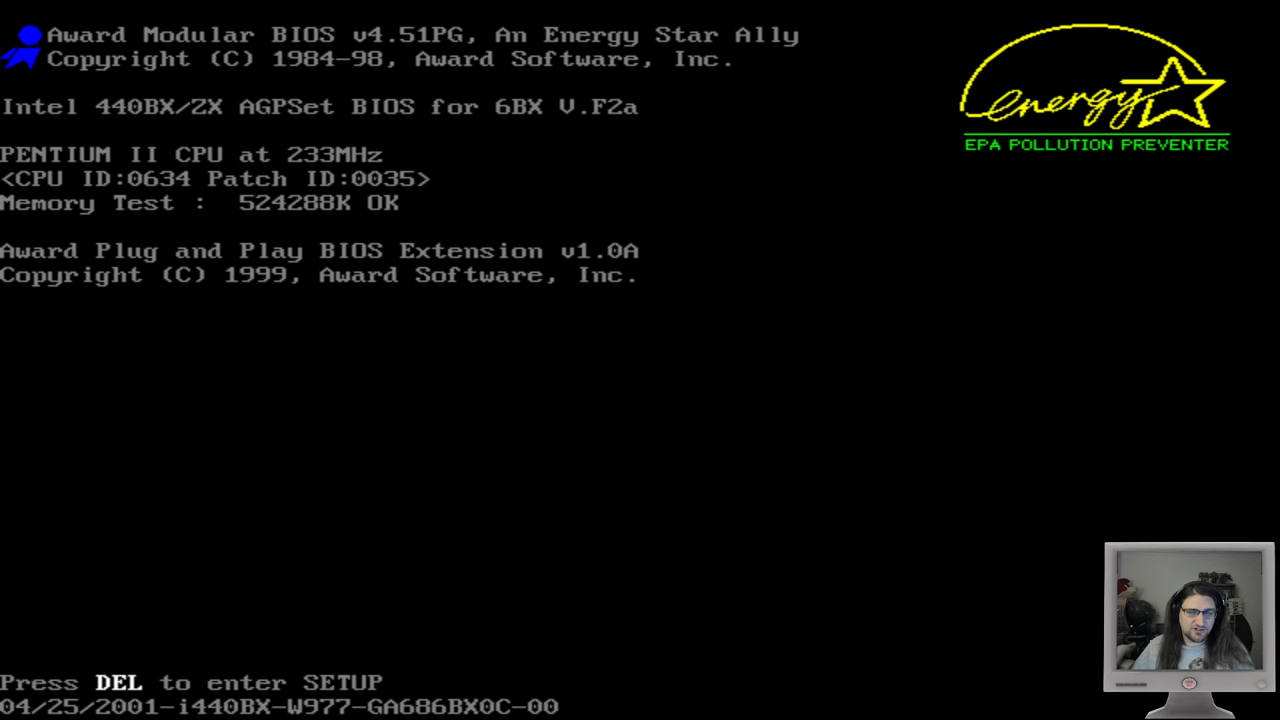 Award Modular BIOS v4.51PG, An Energy Star Ally
Copyright (C) 1984-98, Award Software, Inc.
energy
EPA POLLUTION PREVENTER
Intel 440BX/ZX AGPSet BIOS for 6BX V.F2a
PENTIUM II CPU at 233MHz
<CPU ID:0634 Patch ID:0035>
Memory Test :  524288K OK
Award Plug and Play BIOS Extension v1.0A
Copyright (C) 1999, Award Software, Inc.
Press DEL to enter SETUP
04/25/2001-i440BX-W977-GA686BX0C-00